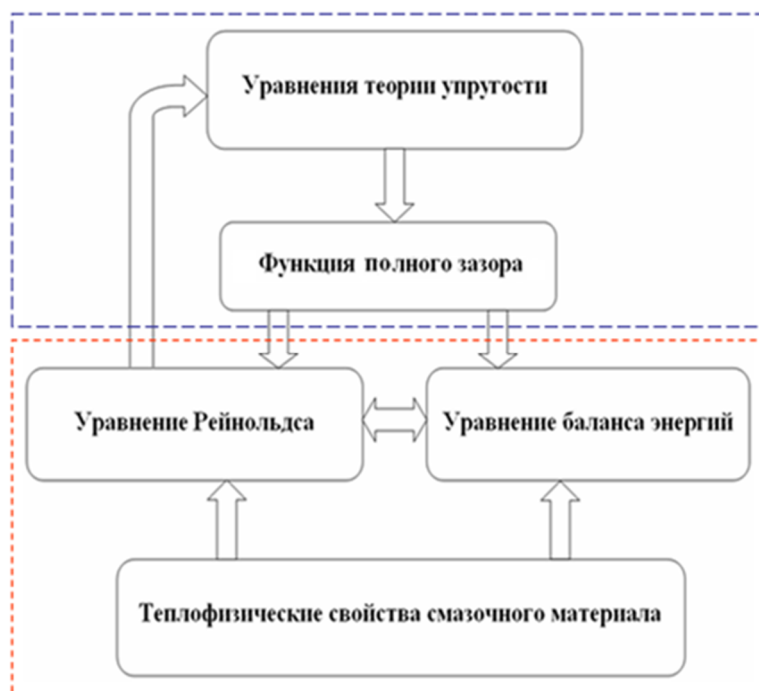 Уравнения теории упругости
Функция полного зазора
Уравнение Рейнольдса
Уравнение баланса энергий
Теплофизические свойства смазочного материала